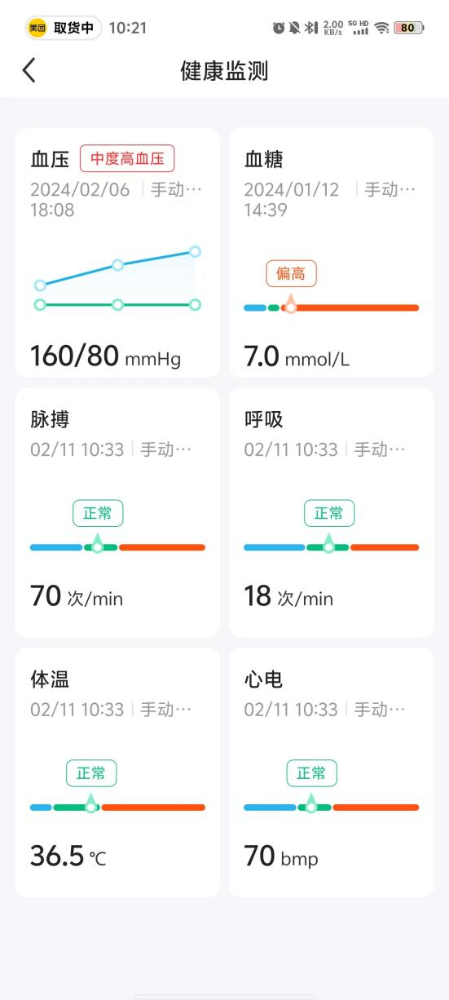 美团 取货中 10:21 2.00 KB/s 5G HD 80
健康监测
血压 中度高血压
2024/02/06 手动···
18:08
160/80 mmHg
血糖
2024/01/12 手动···
14:39
偏高
7.0 mmol/L
脉搏
02/11 10:33 手动···
正常
70 次/min
呼吸
02/11 10:33 手动···
正常
18 次/min
体温
02/11 10:33 手动···
正常
36.5 ℃
心电
02/11 10:33 手动···
正常
70 bmp